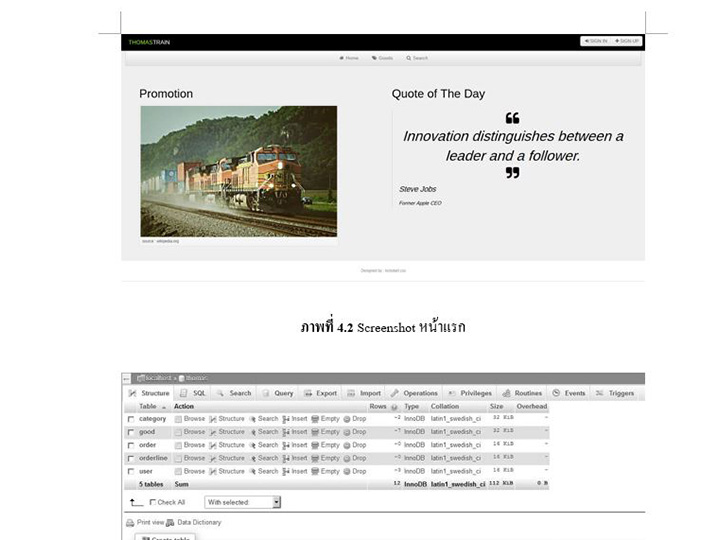 THOMASTRAIN
SIGN IN SIGN UP
Home Goods Search
Promotion
Quote of The Day
Innovation distinguishes between a
leader and a follower.
Steve Jobs
Former Apple CEO
source : wikipedia.org
ภาพที่ 4.2 Screenshot หน้าแรก
localhost » thomas
Structure SQL Search Query Export Import Operations Privileges Routines Events Triggers
Table Action Rows Type Collation Size Overhead
category Browse Structure Search Insert Empty Drop ~2 InnoDB latin1_swedish_ci 32 KiB -
good Browse Structure Search Insert Empty Drop ~7 InnoDB latin1_swedish_ci 32 KiB -
order Browse Structure Search Insert Empty Drop ~0 InnoDB latin1_swedish_ci 16 KiB -
orderline Browse Structure Search Insert Empty Drop ~0 InnoDB latin1_swedish_ci 16 KiB -
user Browse Structure Search Insert Empty Drop ~3 InnoDB latin1_swedish_ci 16 KiB -
5 tables Sum 12 InnoDB latin1_swedish_ci 112 KiB 0 B
Check All With selected:
Print view Data Dictionary
Create table